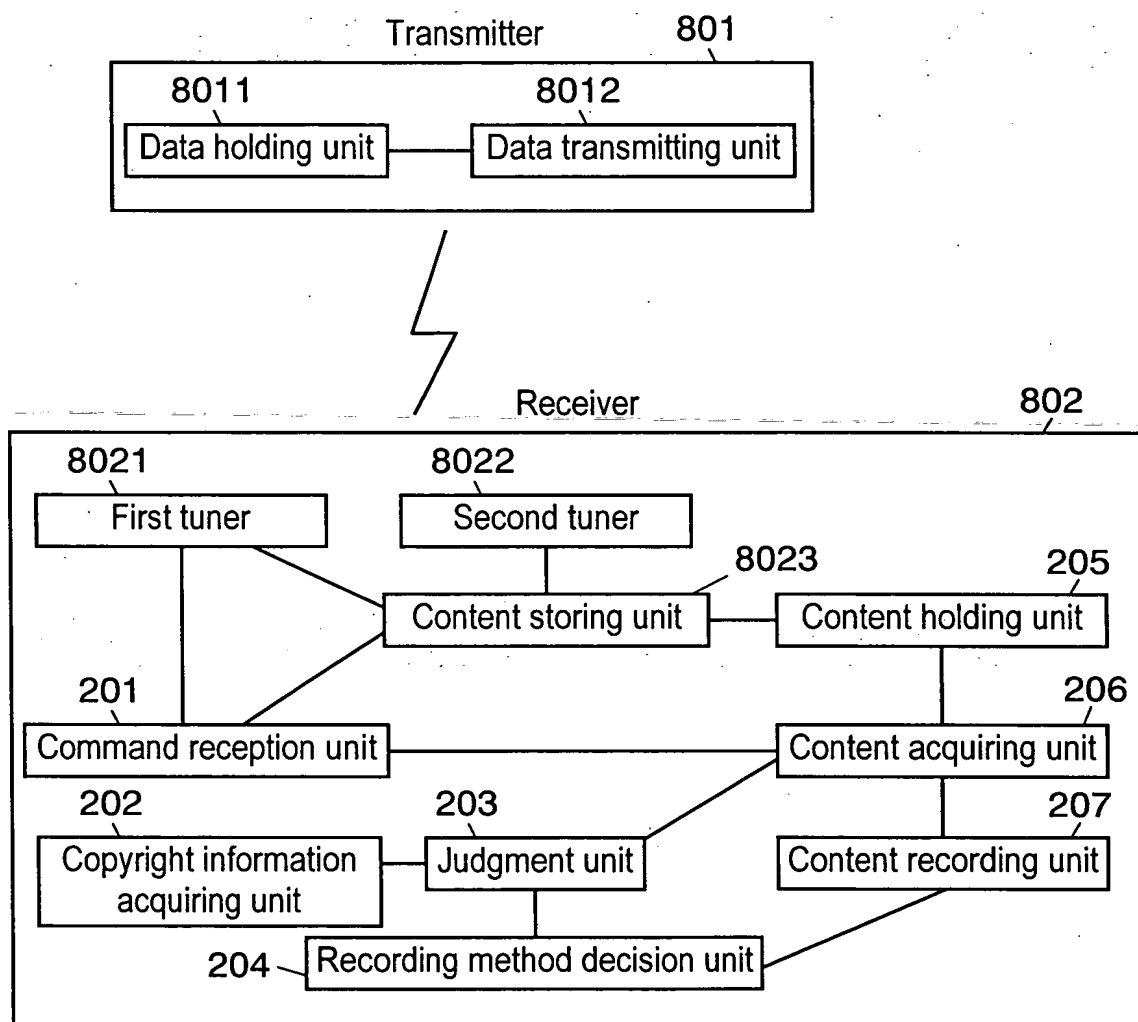 Transmitter
801
8011
8012
Data holding unit
Data transmitting unit
Receiver
802
8021
8022
First tuner
Second tuner
8023
205
Content storing unit
Content holding unit
201
206
Command reception unit
Content acquiring unit
202
203
207
Copyright information
acquiring unit
Judgment unit
Content recording unit
204
Recording method decision unit